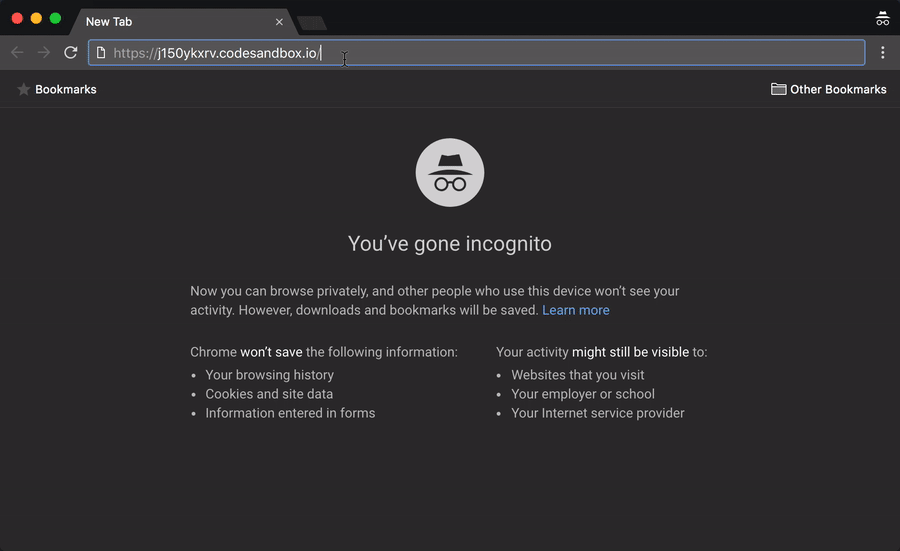 New Tab
https://j150ykxrv.codesandbox.io/
Bookmarks
Other Bookmarks
You’ve gone incognito
Now you can browse privately, and other people who use this device won’t see your
activity. However, downloads and bookmarks will be saved. Learn more
Chrome won’t save the following information:
• Your browsing history
• Cookies and site data
• Information entered in forms
Your activity might still be visible to:
• Websites that you visit
• Your employer or school
• Your Internet service provider